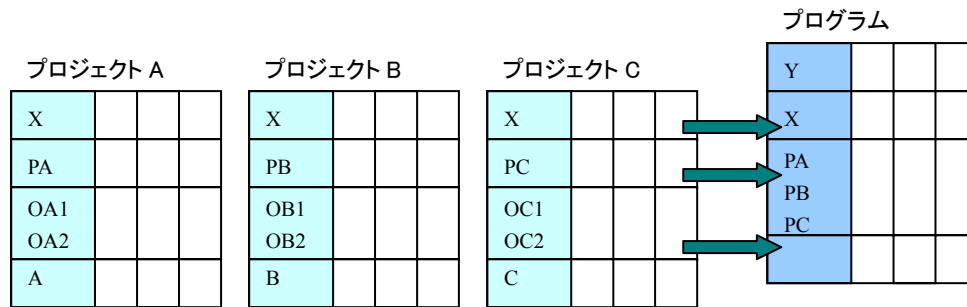 プログラム
プロジェクト A
プロジェクト B
プロジェクト C
X
PA
OA1
OA2
A
X
PB
OB1
OB2
B
X
PC
OC1
OC2
C
Y
X
PA
PB
PC